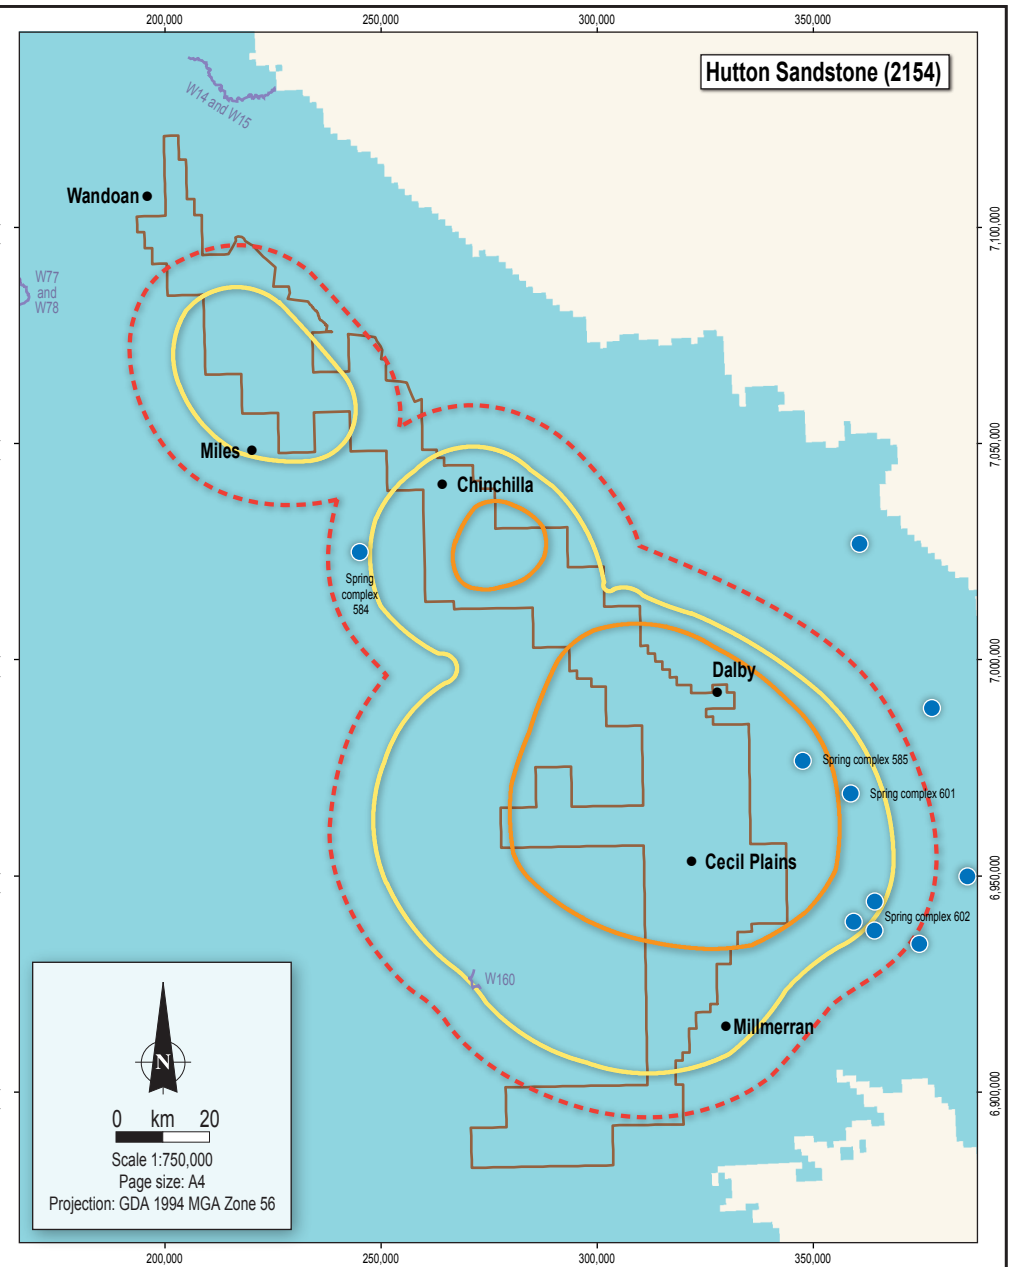 200,000
250,000
300,000
350,000
Hutton Sandstone (2154)
W14 and W15
Wandoan
7,100,000
W77
and
W78
Miles
7,050,000
Chinchilla
Spring
complex
584
7,000,000
Dalby
Spring complex 585
Spring complex 601
Cecil Plains
6,950,000
Spring complex 602
W160
Millmerran
N
0 km 20
Scale 1:750,000
Page size: A4
Projection: GDA 1994 MGA Zone 56
6,900,000
200,000
250,000
300,000
350,000